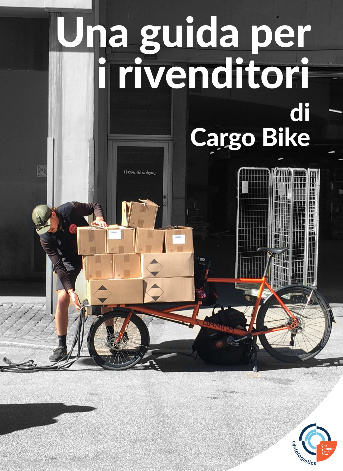 Una guida per
i rivenditori
di
Cargo Bike